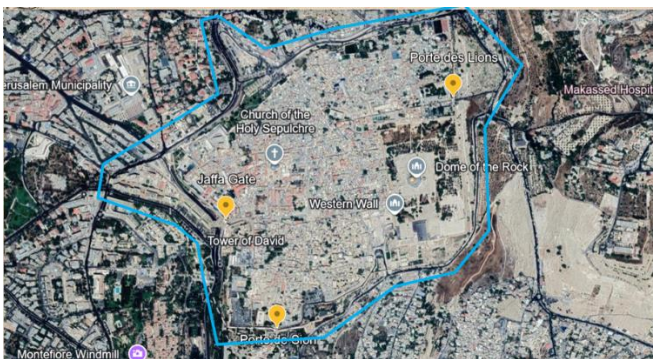 Porte des Lions
erusalem Municipality
Makassed Hospit
Church of the
Holy Sepulchre
Dome of the Rock
Jaffa Gate
Western Wall
Tower of David
Porte de Sion
Montefiore Windmill